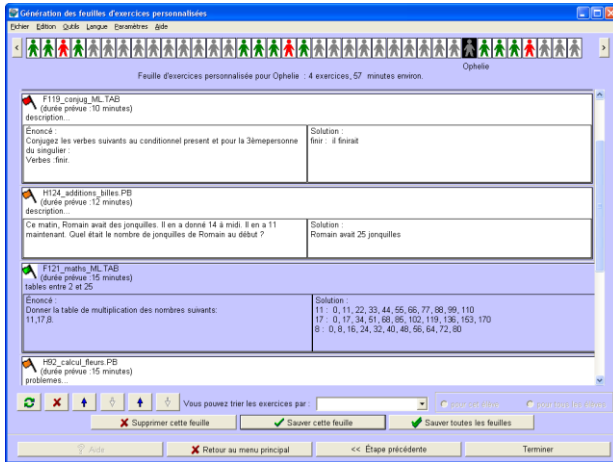 Génération des feuilles d'exercices personnalisées
Fichier Edition Outils Langue Paramètres Aide
< >
Ophelie
Feuille d'exercices personnalisée pour Ophelie : 4 exercices, 57 minutes environ.
F119_conjug_ML.TAB
(durée prévue :10 minutes)
description...
Énoncé :
Conjugez les verbes suivants au conditionnel present et pour la 3èmepersonne
du singulier :
Verbes :finir.
Solution :
finir : il finirait
H124_additions_billes.PB
(durée prévue :12 minutes)
description...
Ce matin, Romain avait des jonquilles. Il en a donné 14 à midi. Il en a 11
maintenant. Quel était le nombre de jonquilles de Romain au début ?
Solution :
Romain avait 25 jonquilles
F121_maths_ML.TAB
(durée prévue :15 minutes)
tables entre 2 et 25
Énoncé :
Donner la table de multiplication des nombres suivants:
11,17,8.
Solution :
11 : 0, 11, 22, 33, 44, 55, 66, 77, 88, 99, 110
17 : 0, 17, 34, 51, 68, 85, 102, 119, 136, 153, 170
8 : 0, 8, 16, 24, 32, 40, 48, 56, 64, 72, 80
H92_calcul_fleurs.PB
(durée prévue :15 minutes)
problemes...
Vous pouvez trier les exercices par :
Supprimer cette feuille Sauver cette feuille Sauver toutes les feuilles
Aide Retour au menu principal << Étape précédente Terminer